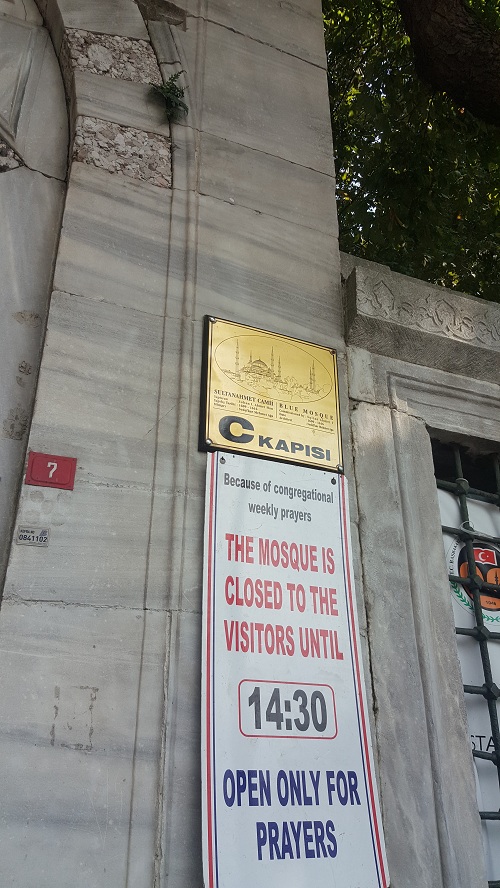 SULTANAHMET CAMİİ
BLUE MOSQUE
C KAPISI
7
0841102
Because of congregational
weekly prayers
THE MOSQUE IS
CLOSED TO THE
VISITORS UNTIL
14:30
OPEN ONLY FOR
PRAYERS